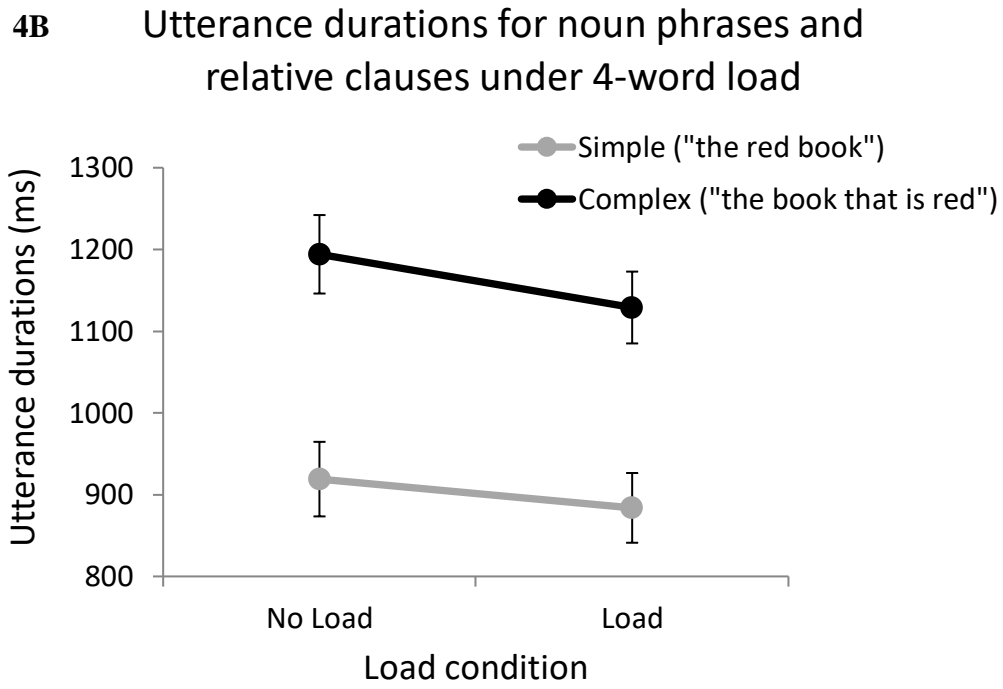 4B
Utterance durations for noun phrases and
relative clauses under 4-word load
Simple ("the red book")
Complex ("the book that is red")
Utterance durations (ms)
1300
1200
1100
1000
900
800
No Load
Load
Load condition